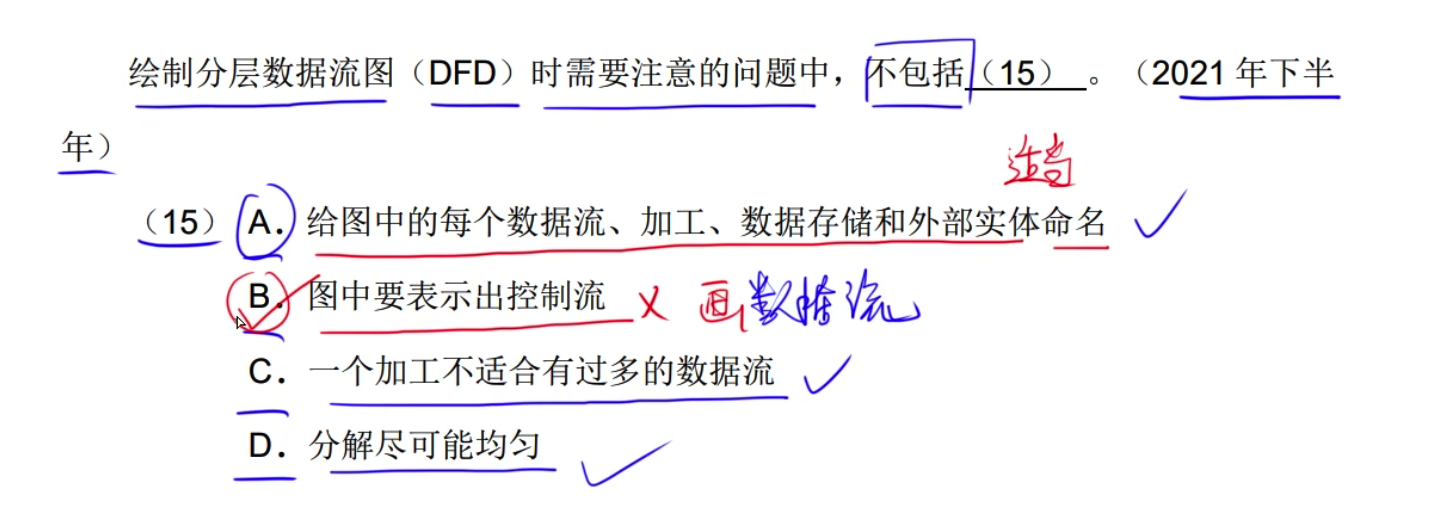 绘制分层数据流图（DFD）时需要注意的问题中，不包括（15）。（2021年下半
年）
适当
（15）A．给图中的每个数据流、加工、数据存储和外部实体命名
B．图中要表示出控制流 × 画数据流
C．一个加工不适合有过多的数据流
D．分解尽可能均匀